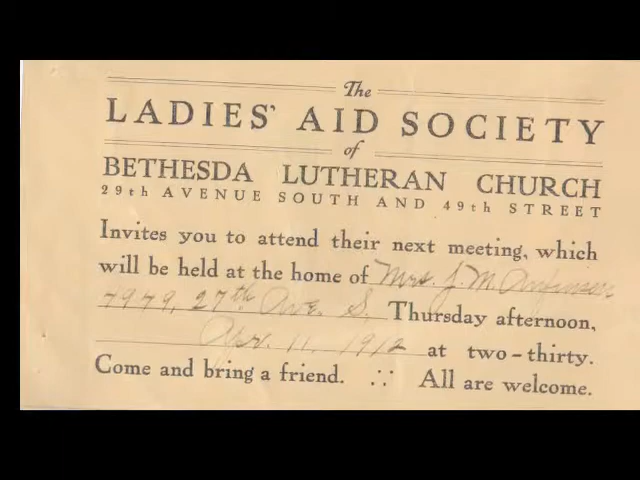 The
LADIES' AID SOCIETY
of
BETHESDA LUTHERAN CHURCH
29th AVENUE SOUTH AND 49th STREET
Invites you to attend their next meeting, which
will be held at the home of Mrs. J. M.
27th Ave. S. Thursday afternoon,
Apr. 11, 1912 at two-thirty.
Come and bring a friend. ∴ All are welcome.